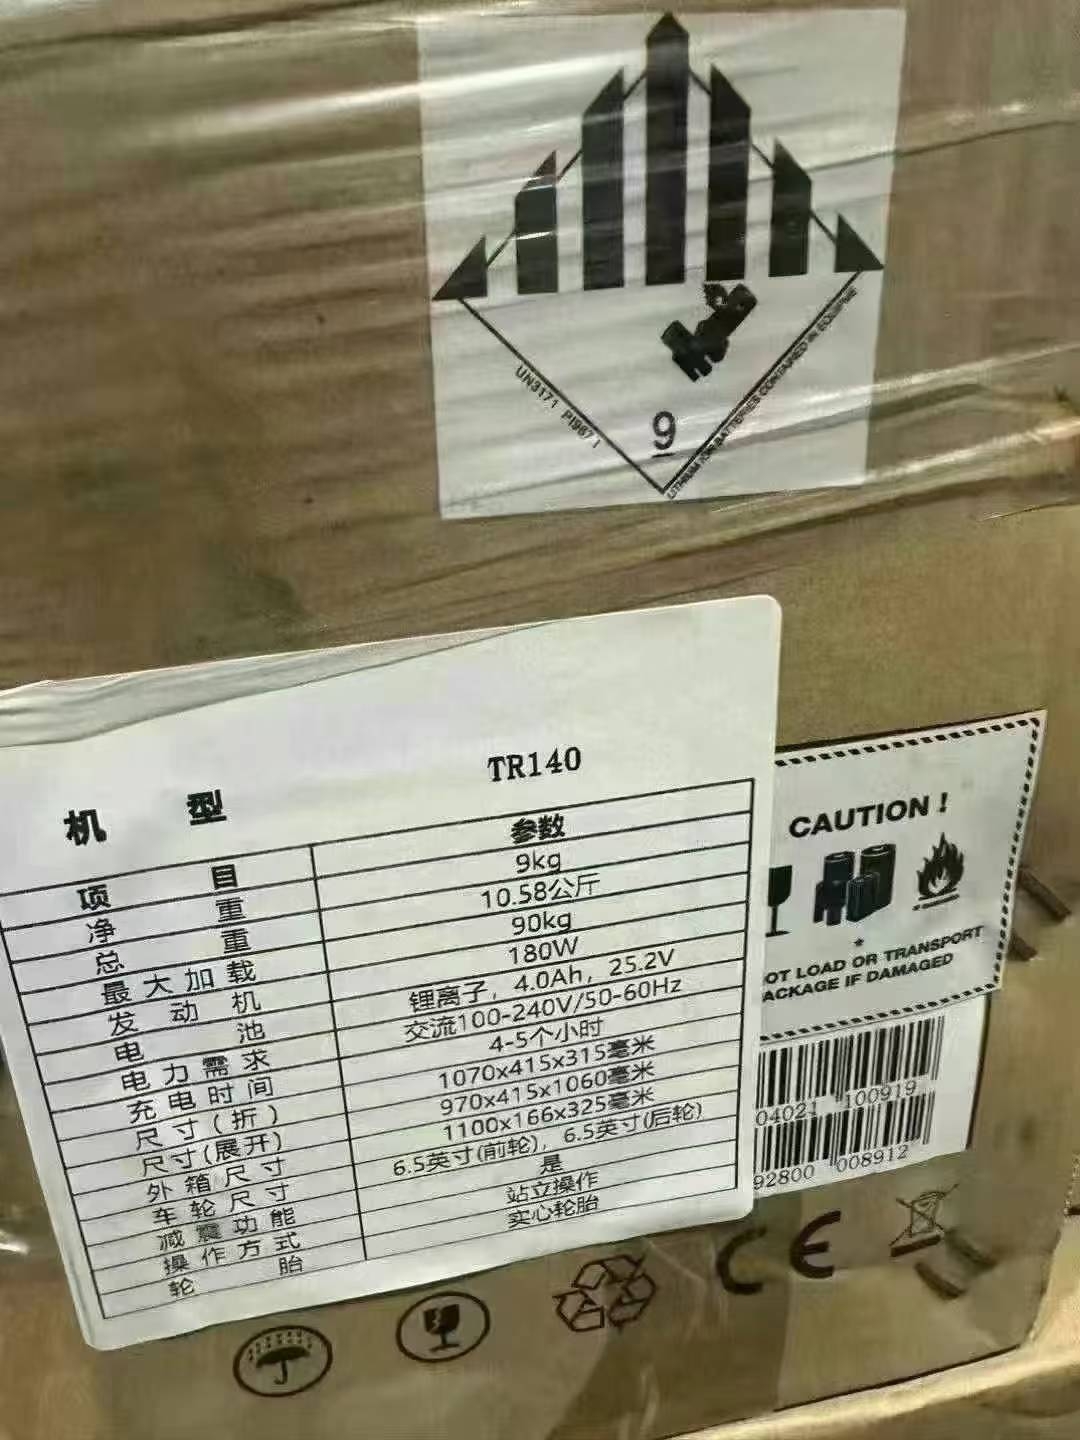 UN3171 PI967 I
LITHIUM ION BATTERIES CONTAINED IN EQUIPME
9
机 型 TR140
项 目 参数
净 重 9kg
总 重 10.58公斤
最大加载 90kg
发动机 180W
电 池 锂离子，4.0Ah，25.2V
电力需求 交流100-240V/50-60Hz
充电时间 4-5个小时
尺寸(折) 1070x415x315毫米
尺寸(展开) 970x415x1060毫米
外箱尺寸 1100x166x325毫米
车轮尺寸 6.5英寸(前轮)，6.5英寸(后轮)
减震功能 是
操作方式 站立操作
轮 胎 实心轮胎
CAUTION !
OT LOAD OR TRANSPORT
ACKAGE IF DAMAGED
04021 100919
92800 008912
CE